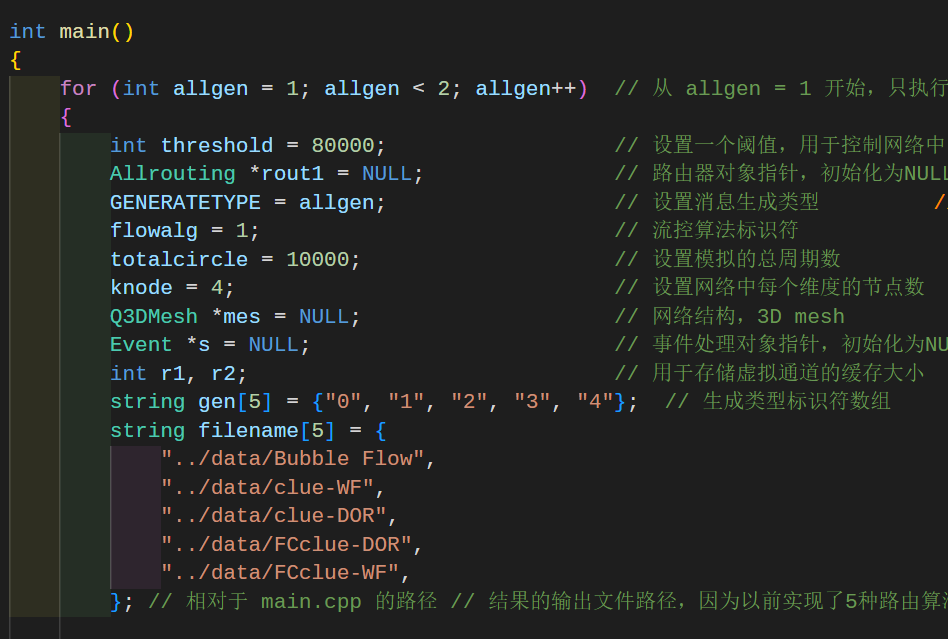 int main()
{
for (int allgen = 1; allgen < 2; allgen++) // 从 allgen = 1 开始，只执行
{
int threshold = 80000; // 设置一个阈值，用于控制网络中
Allrouting *rout1 = NULL; // 路由器对象指针，初始化为NULL
GENERATETYPE = allgen; // 设置消息生成类型 /
flowalg = 1; // 流控算法标识符
totalcircle = 10000; // 设置模拟的总周期数
knode = 4; // 设置网络中每个维度的节点数
Q3DMesh *mes = NULL; // 网络结构，3D mesh
Event *s = NULL; // 事件处理对象指针，初始化为NU
int r1, r2; // 用于存储虚拟通道的缓存大小
string gen[5] = {"0", "1", "2", "3", "4"}; // 生成类型标识符数组
string filename[5] = {
"../data/Bubble Flow",
"../data/clue-WF",
"../data/clue-DOR",
"../data/FCclue-DOR",
"../data/FCclue-WF",
}; // 相对于 main.cpp 的路径 // 结果的输出文件路径，因为以前实现了5种路由算